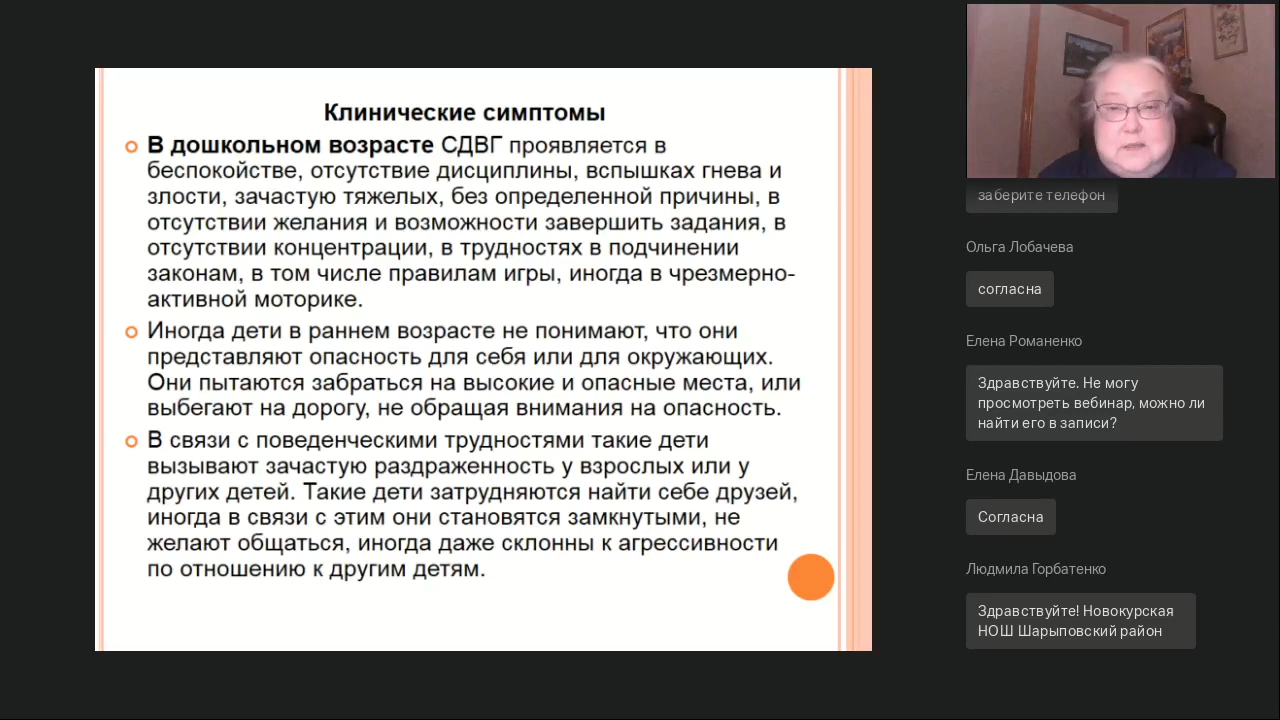 Клинические симптомы
В дошкольном возрасте СДВГ проявляется в
беспокойстве, отсутствие дисциплины, вспышках гнева и
злости, зачастую тяжелых, без определенной причины, в
отсутствии желания и возможности завершить задания, в
отсутствии концентрации, в трудностях в подчинении
законам, в том числе правилам игры, иногда в чрезмерно-
активной моторике.
Иногда дети в раннем возрасте не понимают, что они
представляют опасность для себя или для окружающих.
Они пытаются забраться на высокие и опасные места, или
выбегают на дорогу, не обращая внимания на опасность.
В связи с поведенческими трудностями такие дети
вызывают зачастую раздраженность у взрослых или у
других детей. Такие дети затрудняются найти себе друзей,
иногда в связи с этим они становятся замкнутыми, не
желают общаться, иногда даже склонны к агрессивности
по отношению к другим детям.
заберите телефон
Ольга Лобачева
согласна
Елена Романенко
Здравствуйте. Не могу
просмотреть вебинар, можно ли
найти его в записи?
Елена Давыдова
Согласна
Людмила Горбатенко
Здравствуйте! Новокурская
НОШ Шарыповский район